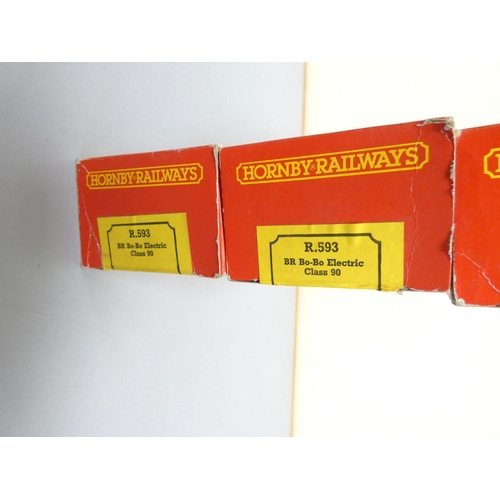 HORNBY RAILWAYS
R.593
BR Bo-Bo Electric
Class 90
HORNBY RAILWAYS
R.593
BR Bo-Bo Electric
Class 90